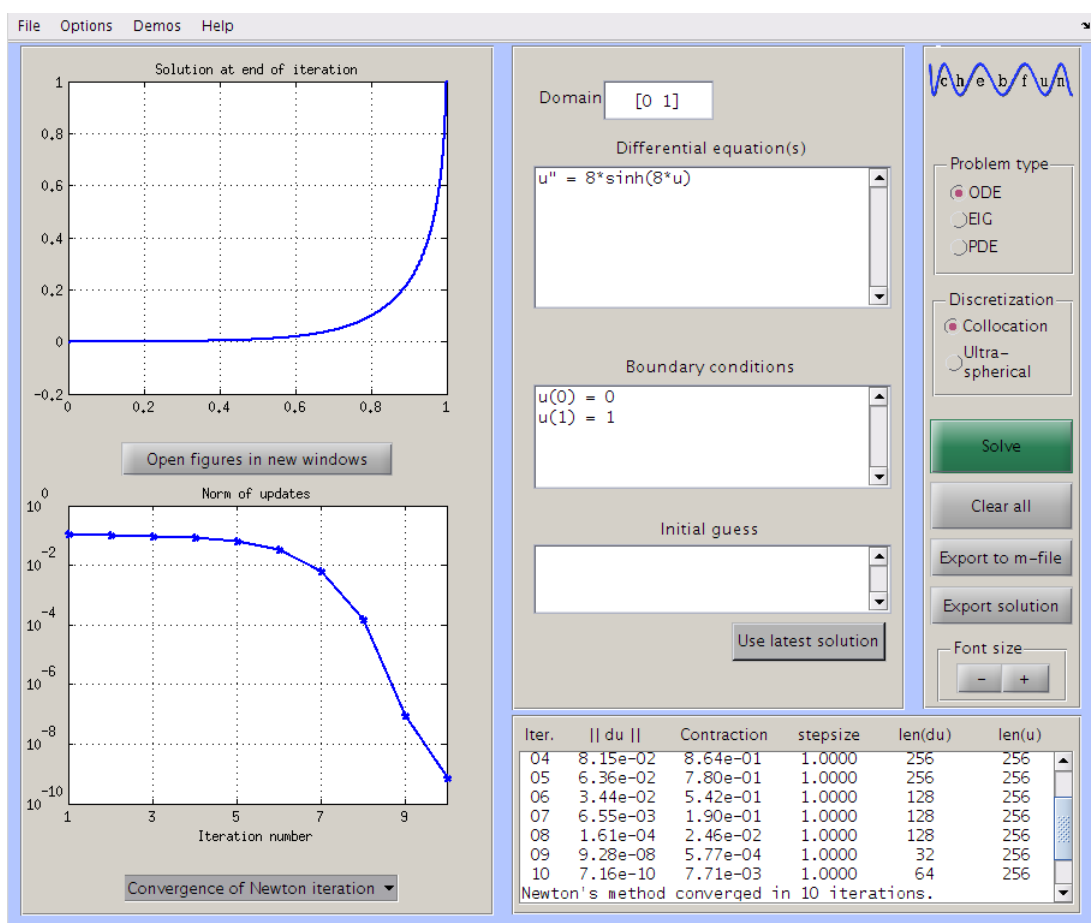 File Options Demos Help
Solution at end of iteration
1
0.8
0.6
0.4
0.2
0
-0.2
0 0.2 0.4 0.6 0.8 1
Open figures in new windows
Norm of updates
10^0
10^-2
10^-4
10^-6
10^-8
10^-10
1 3 5 7 9
Iteration number
Convergence of Newton iteration
Domain [0 1]
Differential equation(s)
u" = 8*sinh(8*u)
Boundary conditions
u(0) = 0
u(1) = 1
Initial guess
Use latest solution
chebfun
Problem type
ODE
EIG
PDE
Discretization
Collocation
Ultra-
spherical
Solve
Clear all
Export to m-file
Export solution
Font size
- +
Iter. || du || Contraction stepsize len(du) len(u)
04 8.15e-02 8.64e-01 1.0000 256 256
05 6.36e-02 7.80e-01 1.0000 256 256
06 3.44e-02 5.42e-01 1.0000 128 256
07 6.55e-03 1.90e-01 1.0000 128 256
08 1.61e-04 2.46e-02 1.0000 128 256
09 9.28e-08 5.77e-04 1.0000 32 256
10 7.16e-10 7.71e-03 1.0000 64 256
Newton's method converged in 10 iterations.